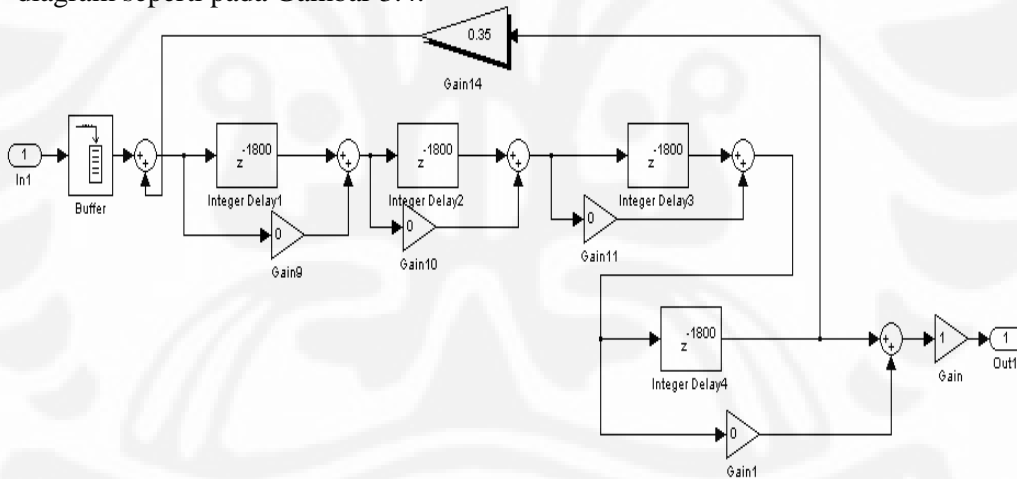 diagram seperti pada Gambar 3.4.
0.35
Gain14
1
In1
Buffer
+
+
-1800
z
Integer Delay1
0
Gain9
+
+
-1800
z
Integer Delay2
0
Gain10
+
+
-1800
z
Integer Delay3
0
Gain11
+
+
-1800
z
Integer Delay4
0
Gain1
+
+
1
Gain
1
Out1